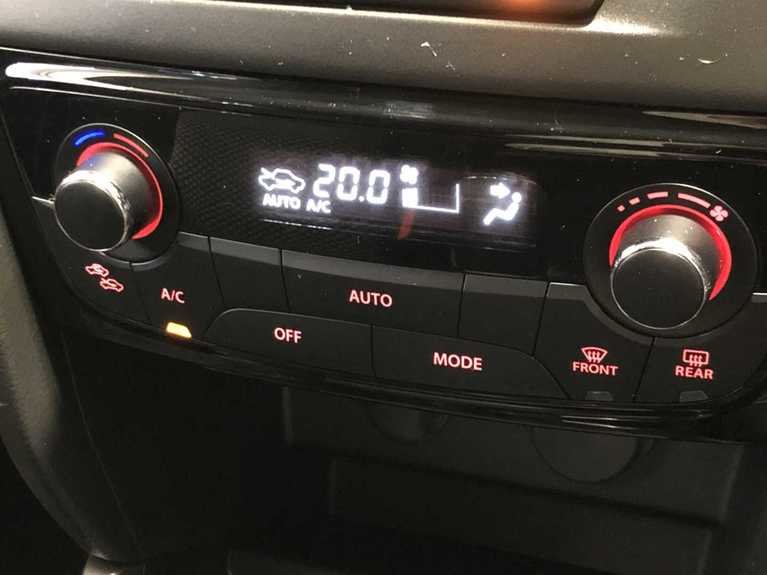 20.0
AUTO A/C
A/C
AUTO
OFF
MODE
FRONT
REAR